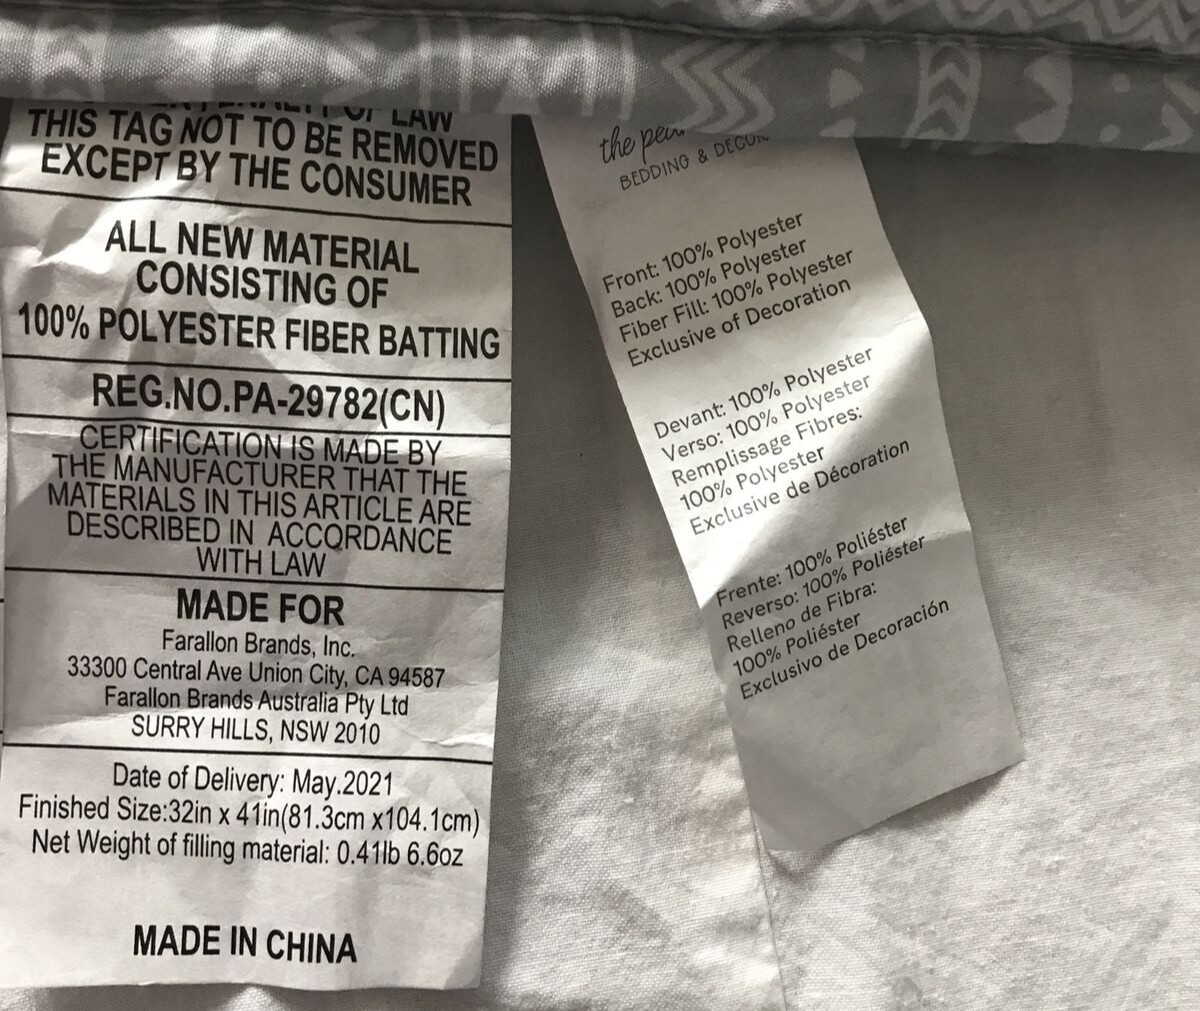 OF LAW
THIS TAG NOT TO BE REMOVED
EXCEPT BY THE CONSUMER
ALL NEW MATERIAL
CONSISTING OF
100% POLYESTER FIBER BATTING
REG.NO.PA-29782(CN)
CERTIFICATION IS MADE BY
THE MANUFACTURER THAT THE
MATERIALS IN THIS ARTICLE ARE
DESCRIBED IN ACCORDANCE
WITH LAW
MADE FOR
Farallon Brands, Inc.
33300 Central Ave Union City, CA 94587
Farallon Brands Australia Pty Ltd
SURRY HILLS, NSW 2010
Date of Delivery: May.2021
Finished Size:32in x 41in(81.3cm x104.1cm)
Net Weight of filling material: 0.41lb 6.6oz
MADE IN CHINA
the
BEDDING & DECOR
Front: 100% Polyester
Back: 100% Polyester
Fiber Fill: 100% Polyester
Exclusive of Decoration
Devant: 100% Polyester
Verso: 100% Polyester
Remplissage Fibres:
100% Polyester
Exclusive de Décoration
Frente: 100% Poliéster
Reverso: 100% Poliéster
Relleno de Fibra:
100% Poliéster
Exclusivo de Decoración